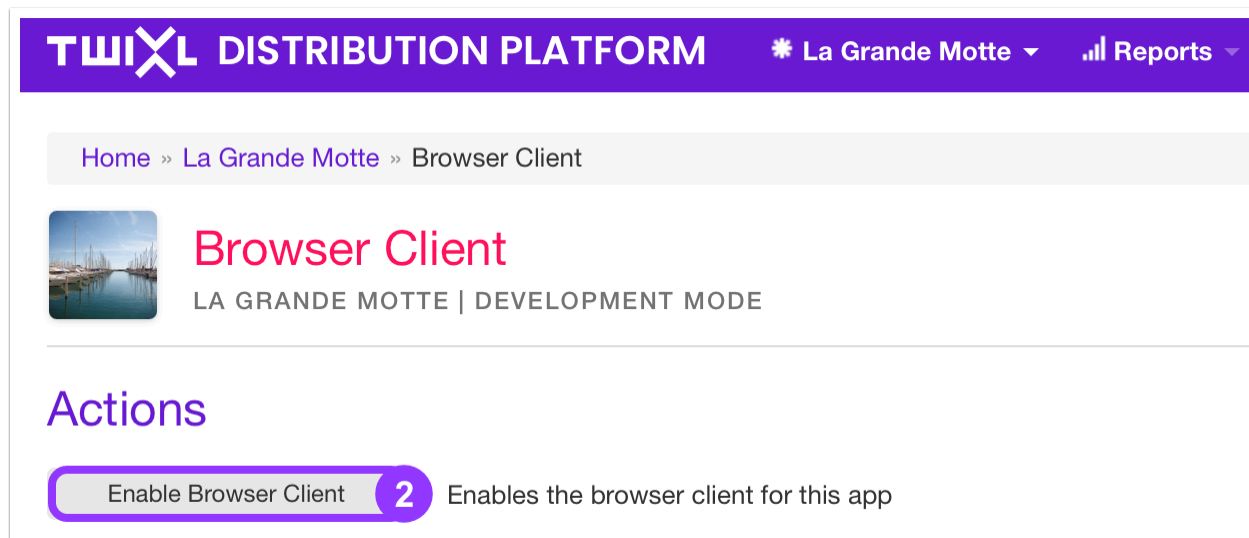 TWIXL DISTRIBUTION PLATFORM La Grande Motte Reports
Home » La Grande Motte » Browser Client
Browser Client
LA GRANDE MOTTE | DEVELOPMENT MODE
Actions
Enable Browser Client 2 Enables the browser client for this app